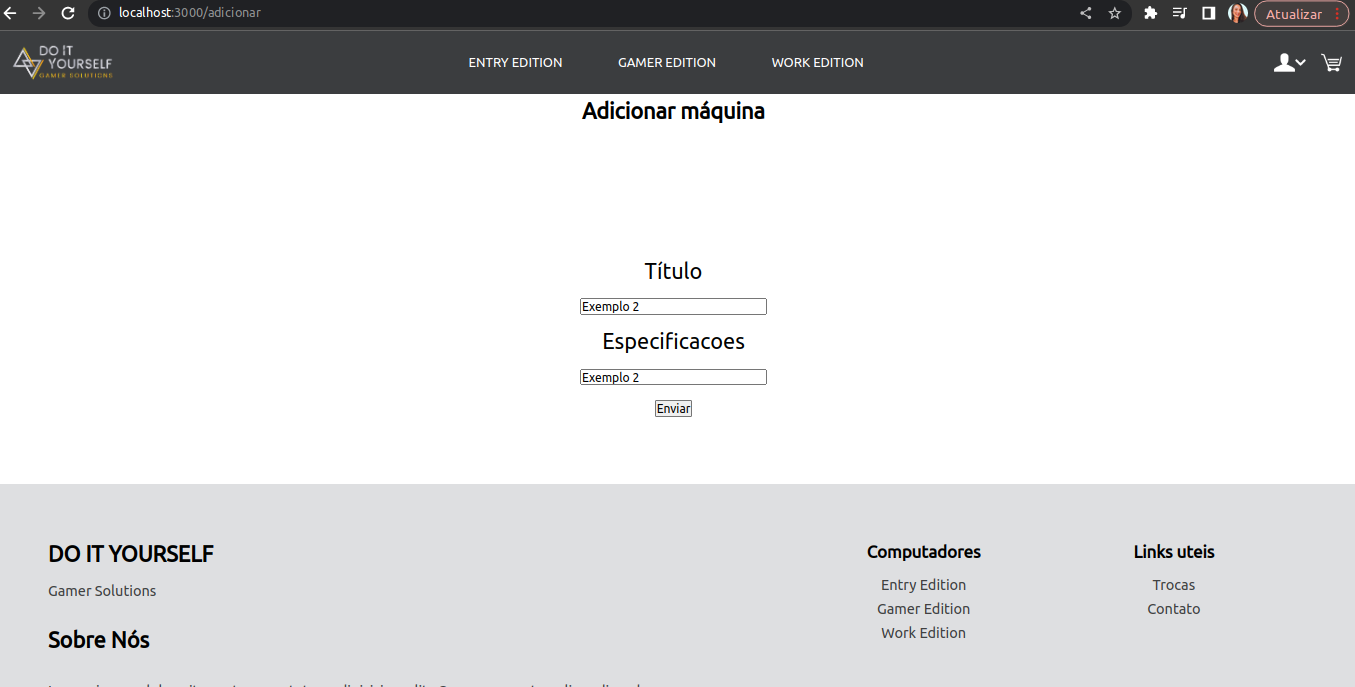 localhost:3000/adicionar
Atualizar
DO IT
YOURSELF
GAMER SOLUTIONS
ENTRY EDITION
GAMER EDITION
WORK EDITION
Adicionar máquina
Título
Exemplo 2
Especificacoes
Exemplo 2
Enviar
DO IT YOURSELF
Gamer Solutions
Sobre Nós
Computadores
Entry Edition
Gamer Edition
Work Edition
Links uteis
Trocas
Contato